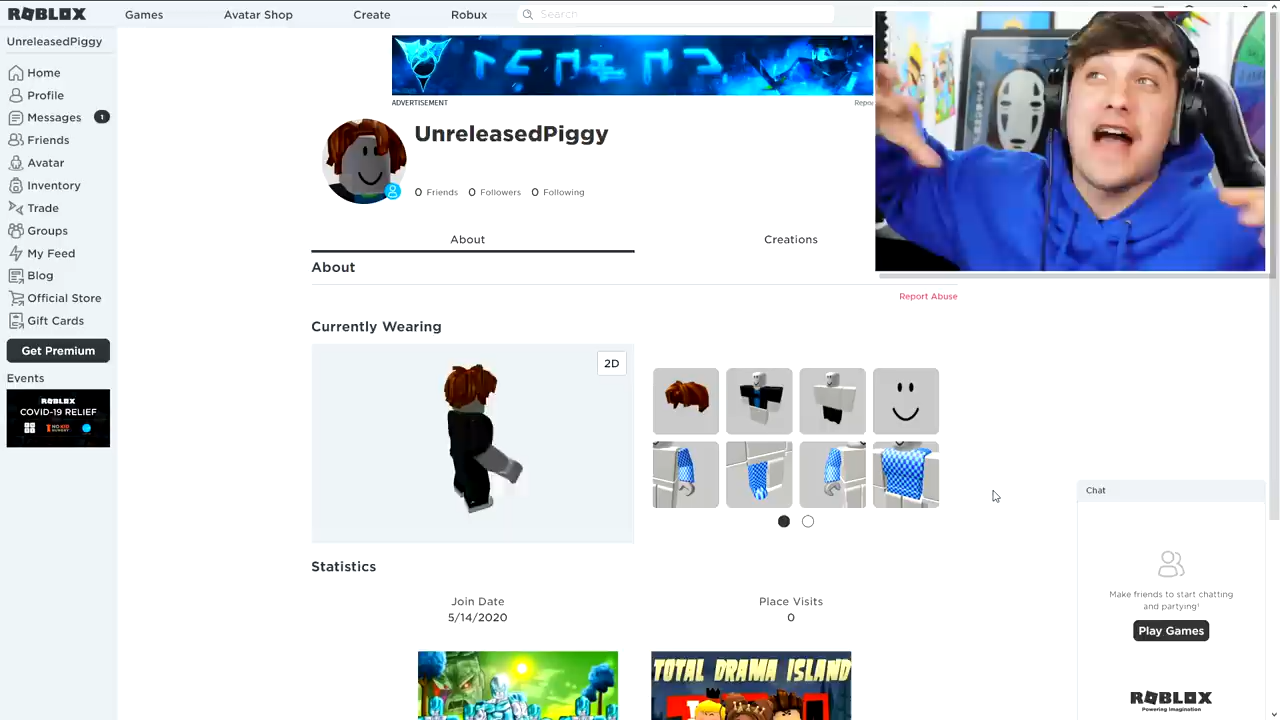 ROBLOX
Games
Avatar Shop
Create
Robux
Search
UnreleasedPiggy
Home
Profile
Messages
1
Friends
Avatar
Inventory
Trade
Groups
My Feed
Blog
Official Store
Gift Cards
Get Premium
Events
ROBLOX
COVID-19 RELIEF
ADVERTISEMENT
UnreleasedPiggy
0 Friends 0 Followers 0 Following
About
Creations
About
Report Abuse
Currently Wearing
2D
Statistics
Join Date
5/14/2020
Place Visits
0
TOTAL DRAMA ISLAND
Chat
Make friends to start chatting
and partying!
Play Games
ROBLOX
Powering Imagination